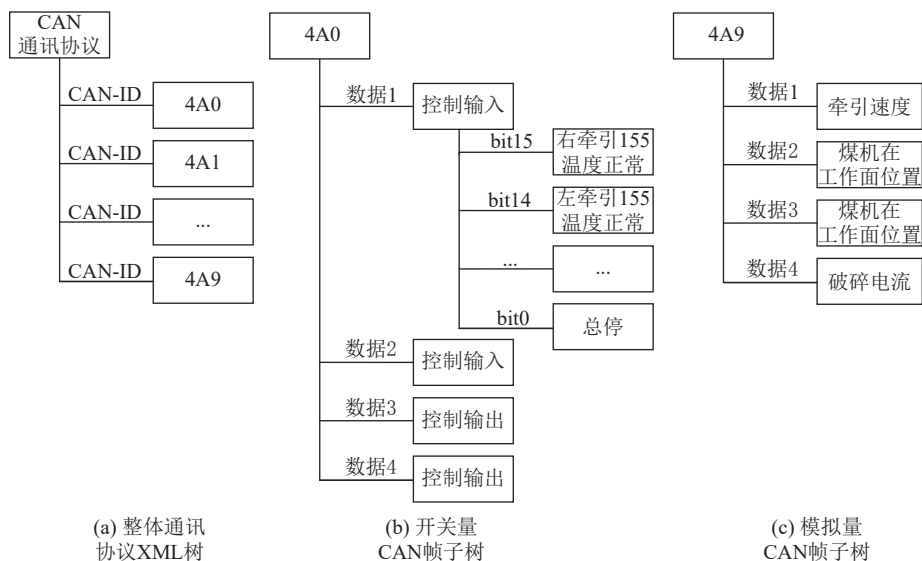 CAN
通讯协议
CAN-ID
4A0
CAN-ID
4A1
CAN-ID
...
CAN-ID
4A9
(a) 整体通讯
协议XML树
4A0
数据1
控制输入
bit15
右牵引155
温度正常
bit14
左牵引155
温度正常
...
...
bit0
总停
数据2
控制输入
数据3
控制输出
数据4
控制输出
(b) 开关量
CAN帧子树
4A9
数据1
牵引速度
数据2
煤机在
工作面位置
数据3
煤机在
工作面位置
数据4
破碎电流
(c) 模拟量
CAN帧子树